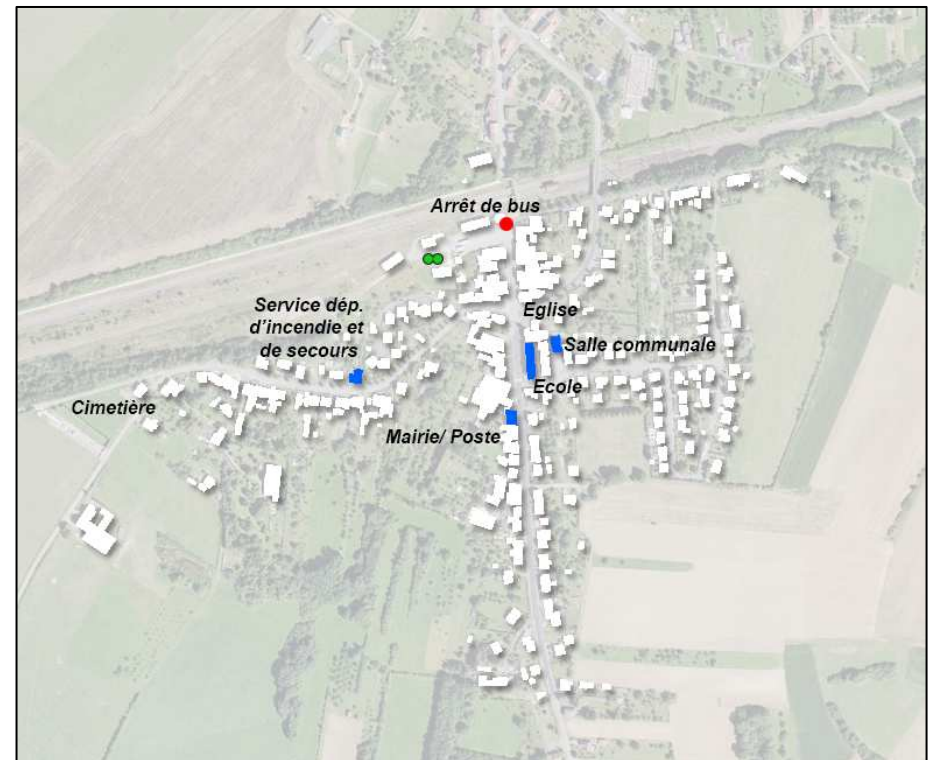 Arrêt de bus
Service dép.
d'incendie et
de secours
Eglise
Salle communale
Ecole
Cimetière
Mairie/ Poste